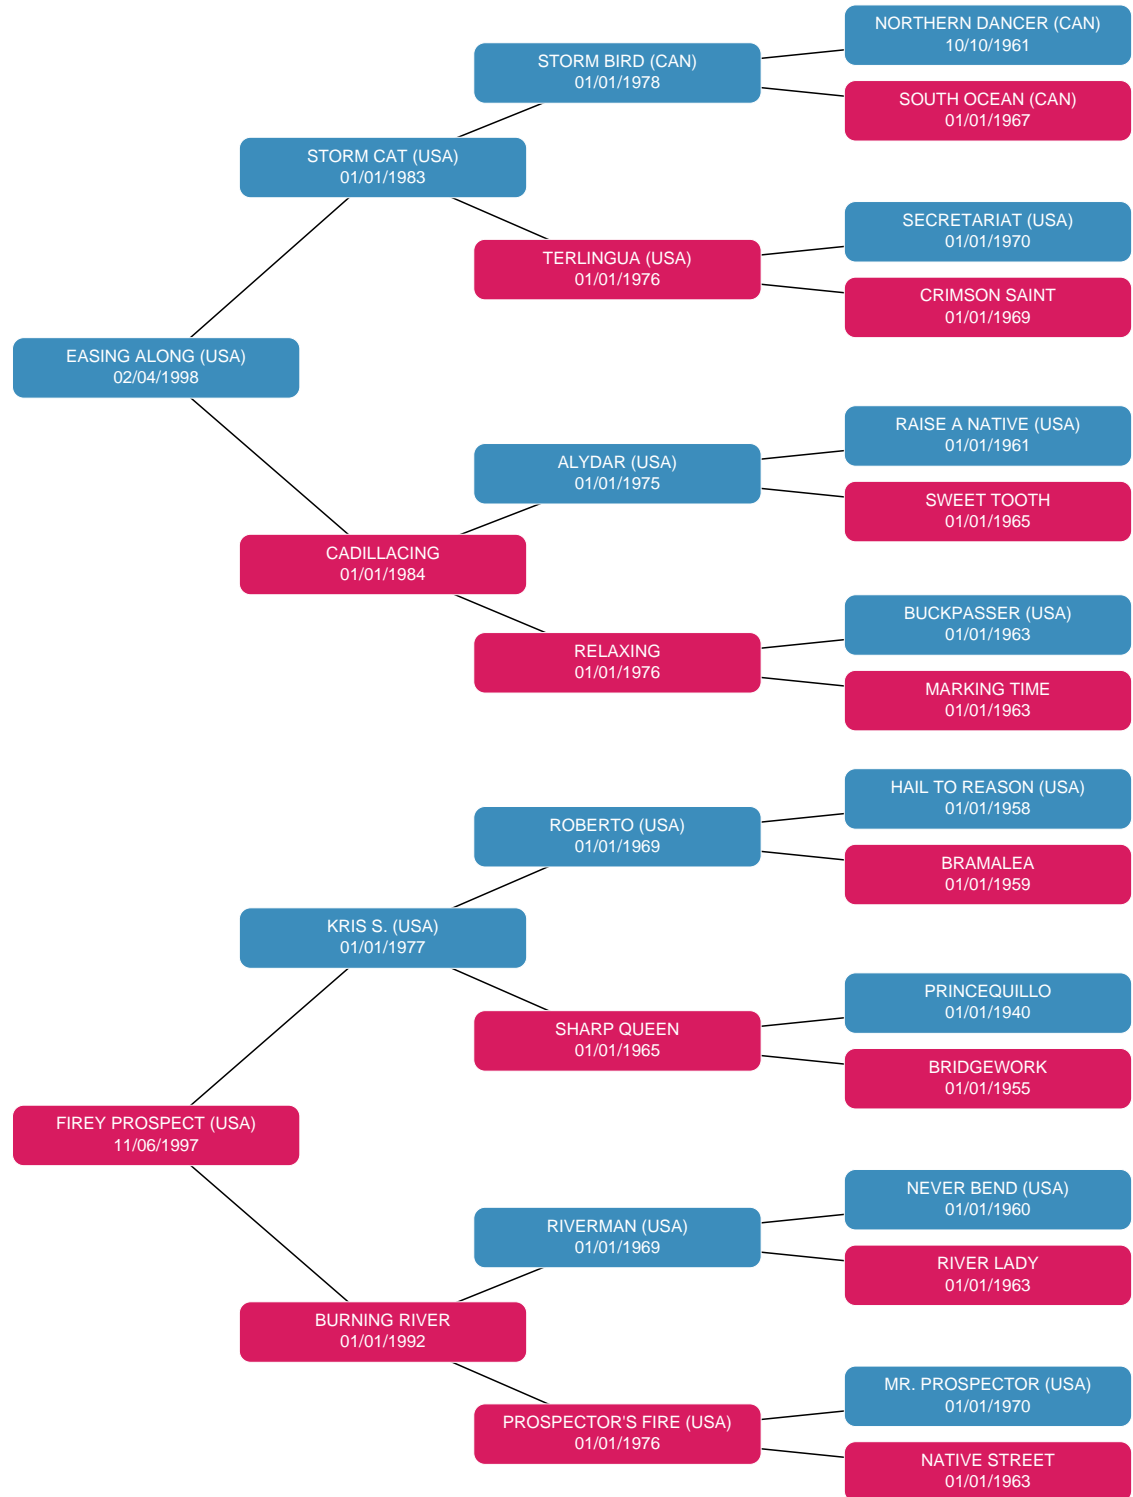 NORTHERN DANCER (CAN)
10/10/1961
STORM BIRD (CAN)
01/01/1978
SOUTH OCEAN (CAN)
01/01/1967
STORM CAT (USA)
01/01/1983
SECRETARIAT (USA)
01/01/1970
TERLINGUA (USA)
01/01/1976
CRIMSON SAINT
01/01/1969
EASING ALONG (USA)
02/04/1998
RAISE A NATIVE (USA)
01/01/1961
ALYDAR (USA)
01/01/1975
SWEET TOOTH
01/01/1965
CADILLACING
01/01/1984
BUCKPASSER (USA)
01/01/1963
RELAXING
01/01/1976
MARKING TIME
01/01/1963
HAIL TO REASON (USA)
01/01/1958
ROBERTO (USA)
01/01/1969
BRAMALEA
01/01/1959
KRIS S. (USA)
01/01/1977
PRINCEQUILLO
01/01/1940
SHARP QUEEN
01/01/1965
BRIDGEWORK
01/01/1955
FIREY PROSPECT (USA)
11/06/1997
NEVER BEND (USA)
01/01/1960
RIVERMAN (USA)
01/01/1969
RIVER LADY
01/01/1963
BURNING RIVER
01/01/1992
MR. PROSPECTOR (USA)
01/01/1970
PROSPECTOR'S FIRE (USA)
01/01/1976
NATIVE STREET
01/01/1963